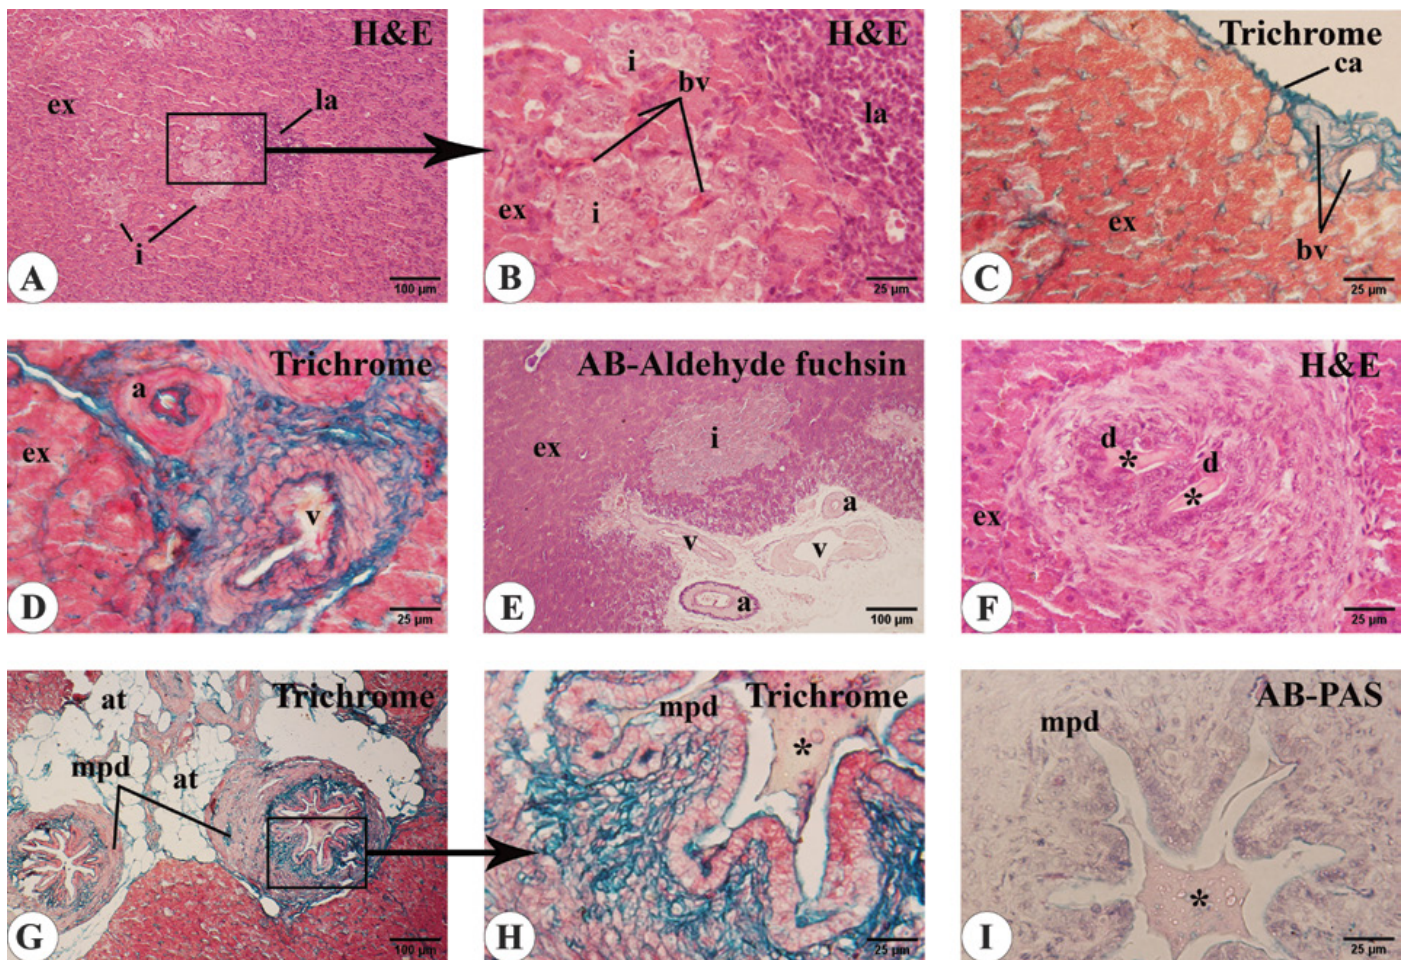 H&E
ex
la
i
A
100 µm
H&E
i
bv
la
ex
i
B
25 µm
Trichrome
ca
ex
bv
C
25 µm
Trichrome
a
ex
v
D
25 µm
AB-Aldehyde fuchsin
i
ex
a
v
v
a
E
100 µm
H&E
d
*
d
*
ex
F
25 µm
Trichrome
at
mpd
at
G
100 µm
Trichrome
mpd
*
H
25 µm
AB-PAS
mpd
*
I
25 µm